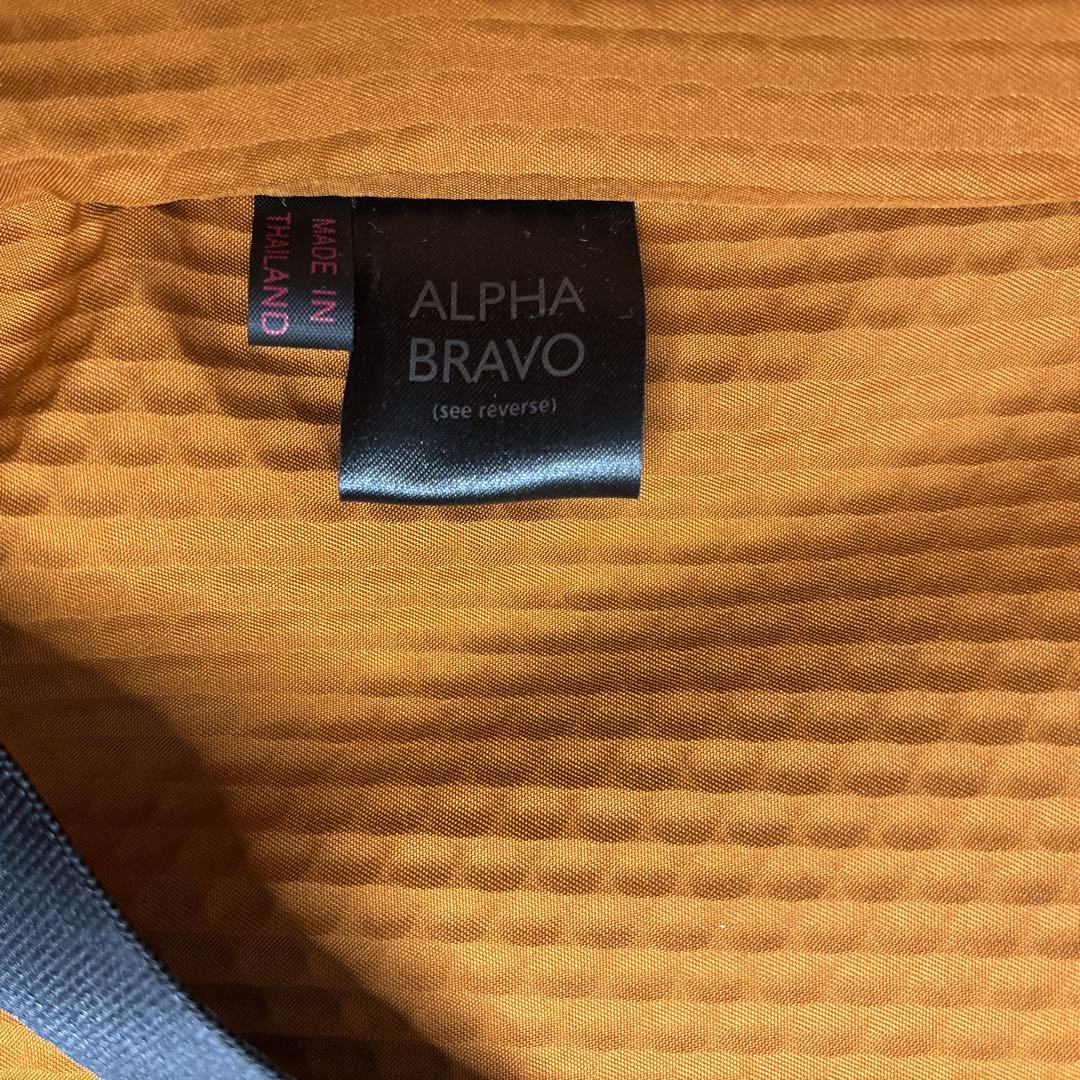 MADE IN
THAILAND
ALPHA
BRAVO
(see reverse)